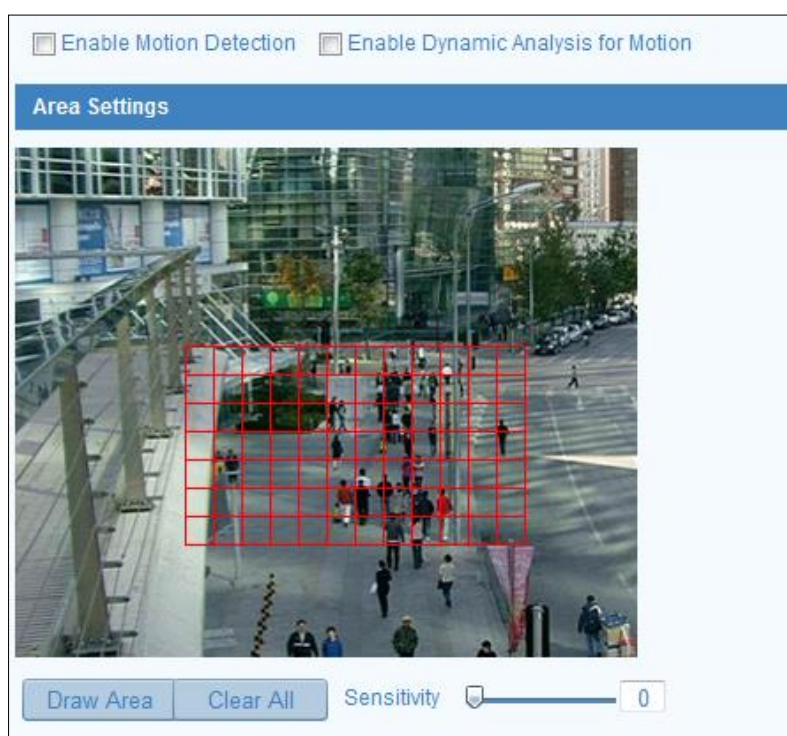 Enable Motion Detection Enable Dynamic Analysis for Motion
Area Settings
Draw Area Clear All Sensitivity 0